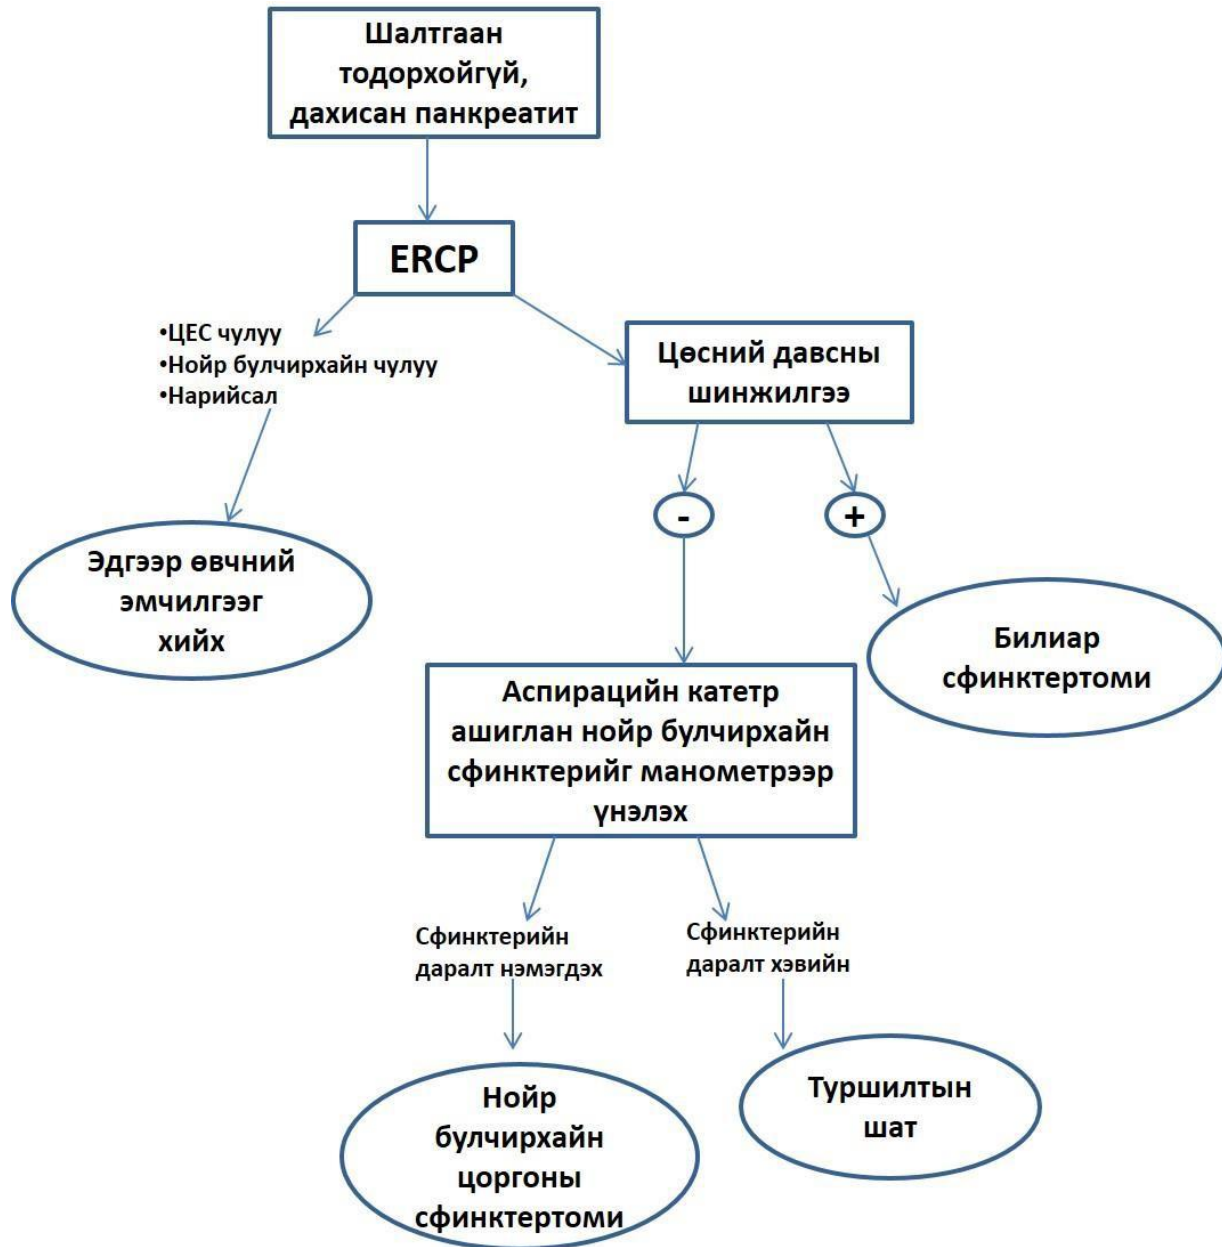 Шалтгаан
тодорхойгүй,
дахисан панкреатит
ERCP
•ЦЕС чулуу
•Нойр булчирхайн чулуу
•Нарийсал
Цөсний давсны
шинжилгээ
-
+
Эдгээр өвчний
эмчилгээг
хийх
Билиар
сфинктертоми
Аспирацийн катетр
ашиглан нойр булчирхайн
сфинктерийг манометрээр
үнэлэх
Сфинктерийн
даралт нэмэгдэх
Сфинктерийн
даралт хэвийн
Нойр
булчирхайн
цоргоны
сфинктертоми
Туршилтын
шат